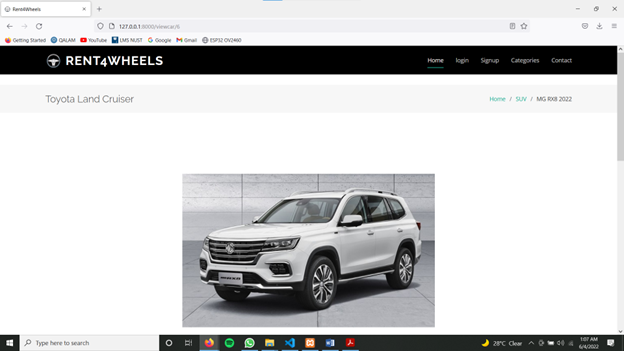 Rent4Wheels
127.0.0.1:8000/viewcar/6
Getting Started QALAM YouTube LMS NUST Google Gmail ESP32 OV2460
RENT4WHEELS Home login Signup Categories Contact
Toyota Land Cruiser Home / SUV / MG RX8 2022
Type here to search 28°C Clear 1:07 AM
6/4/2022